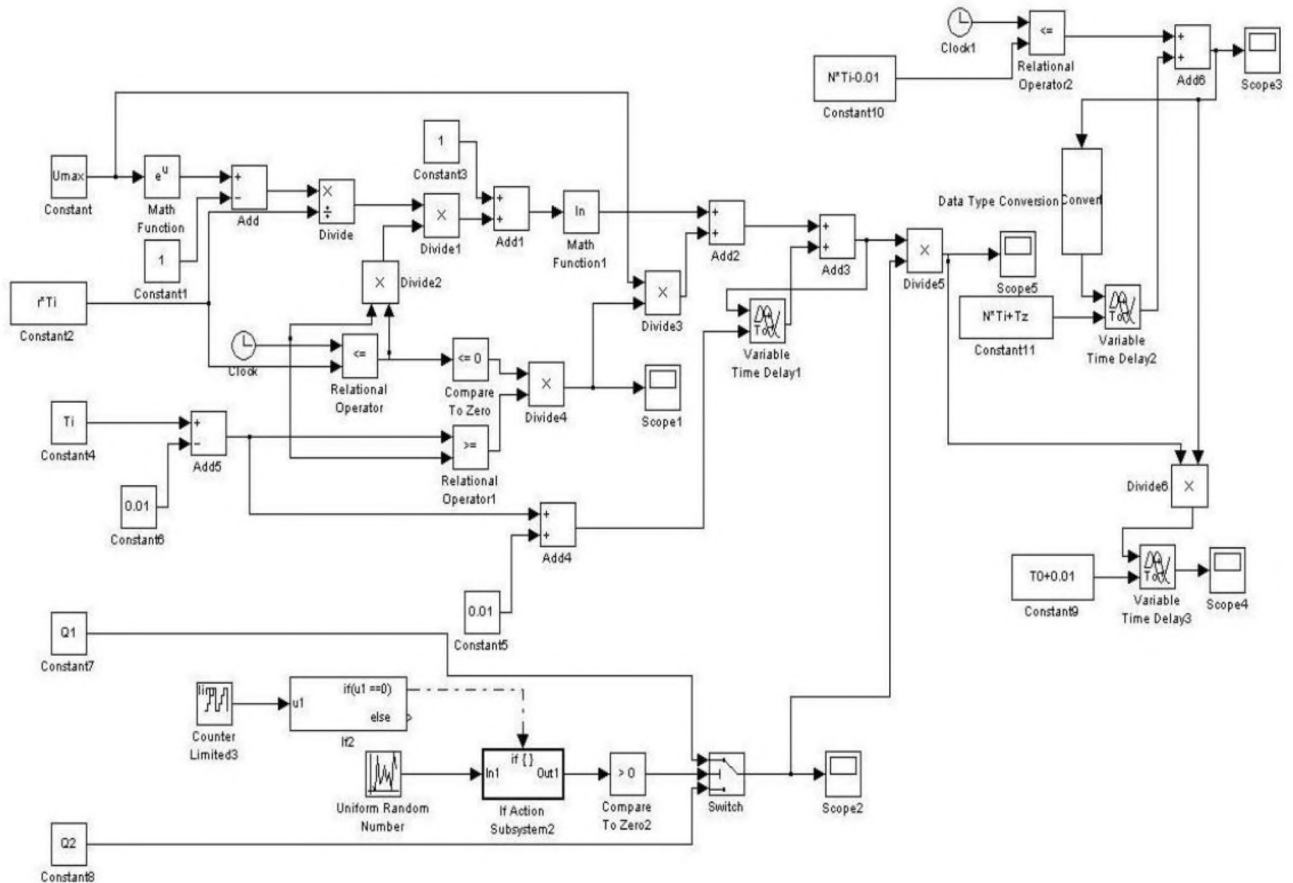 Clock1
<=
+
+
N*Ti-0.01
Relational
Operator2
Add6
Scope3
Constant10
1
Constant3
Umax
e^u
+
−
×
÷
×
+
+
ln
+
+
+
+
×
Constant
Math
Function
Add
Divide
Divide1
Add1
Math
Function1
Add2
Add3
Divide5
Scope5
Data Type Conversion
Convert
1
Constant1
×
Divide2
×
Divide3
r*Ti
Constant2
Clock
<=
Relational
Operator
<= 0
Compare
To Zero
×
Divide4
Scope1
To
Variable
Time Delay1
N*Ti+Tz
Constant11
To
Variable
Time Delay2
Ti
Constant4
+
−
Add5
>=
Relational
Operator1
0.01
Constant6
+
+
Add4
0.01
Constant5
Divide6
×
T0+0.01
Constant9
To
Variable
Time Delay3
Scope4
Q1
Constant7
lim
Counter
Limited3
u1
if(u1 ==0)
else
If2
Uniform Random
Number
if { }
In1
Out1
If Action
Subsystem2
> 0
Compare
To Zero2
Switch
Scope2
Q2
Constant8